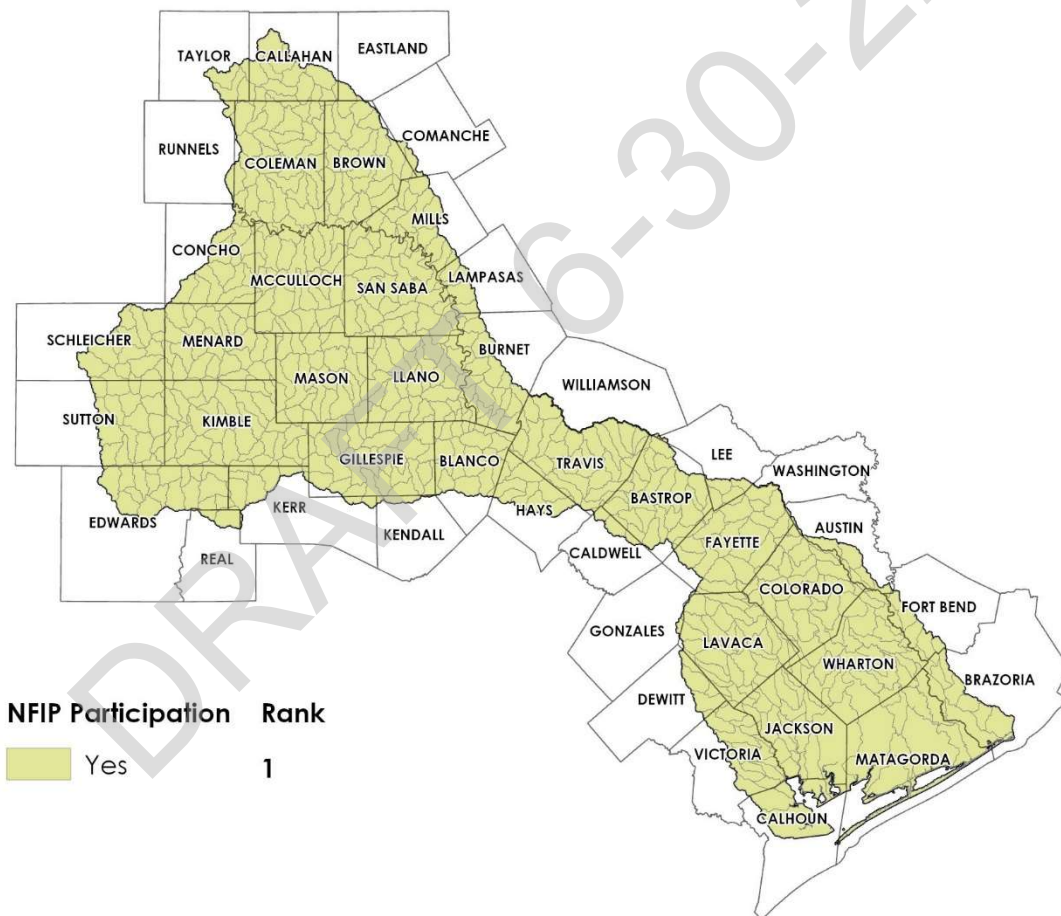 TAYLOR
CALLAHAN
EASTLAND
RUNNELS
COLEMAN
BROWN
COMANCHE
MILLS
CONCHO
MCCULLOCH
SAN SABA
LAMPASAS
SCHLEICHER
MENARD
MASON
LLANO
BURNET
WILLIAMSON
SUTTON
KIMBLE
GILLESPIE
BLANCO
TRAVIS
LEE
WASHINGTON
EDWARDS
KERR
REAL
KENDALL
HAYS
BASTROP
CALDWELL
FAYETTE
AUSTIN
COLORADO
FORT BEND
GONZALES
LAVACA
WHARTON
BRAZORIA
DEWITT
JACKSON
VICTORIA
MATAGORDA
CALHOUN
NFIP Participation Rank
Yes 1
DRAFT 6-30-2